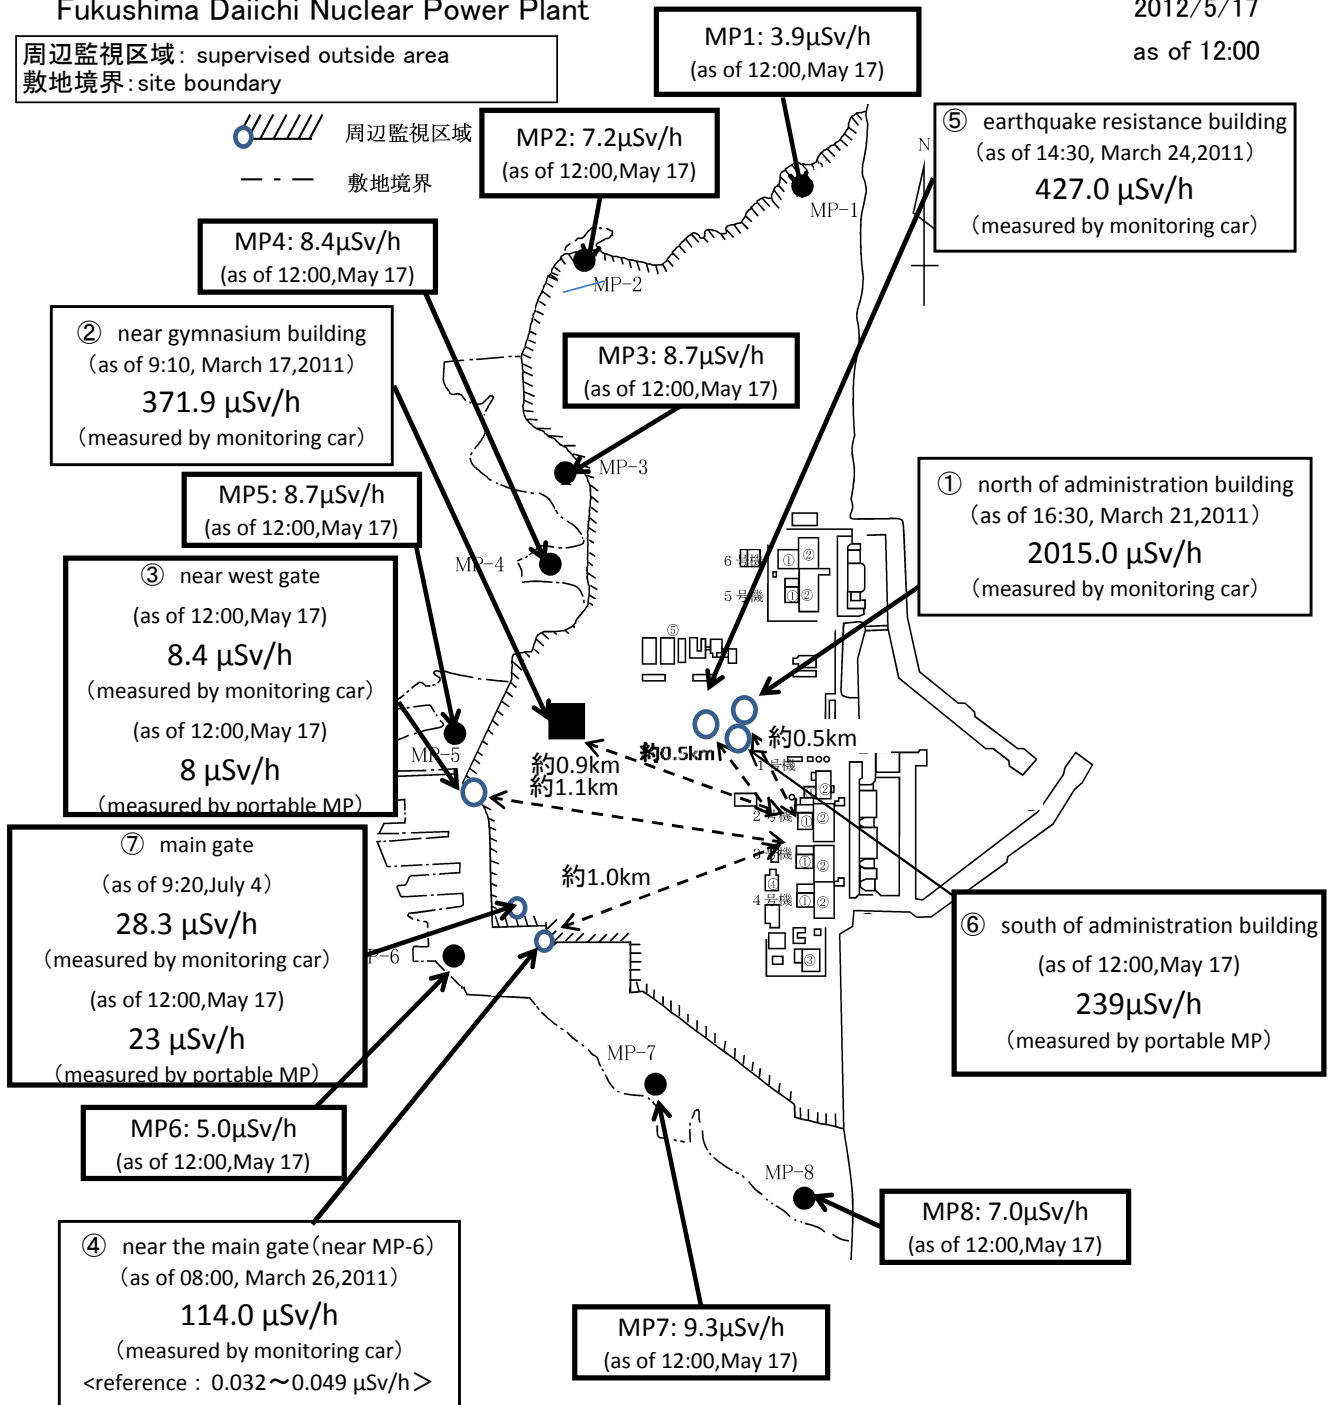 Fukushima Daiichi Nuclear Power Plant
2012/5/17
as of 12:00
周辺監視区域: supervised outside area
敷地境界:site boundary
周辺監視区域
敷地境界
MP1: 3.9μSv/h
(as of 12:00,May 17)
MP2: 7.2μSv/h
(as of 12:00,May 17)
⑤ earthquake resistance building
(as of 14:30, March 24,2011)
427.0 μSv/h
(measured by monitoring car)
N
MP-1
MP4: 8.4μSv/h
(as of 12:00,May 17)
MP-2
② near gymnasium building
(as of 9:10, March 17,2011)
371.9 μSv/h
(measured by monitoring car)
MP3: 8.7μSv/h
(as of 12:00,May 17)
MP-3
MP5: 8.7μSv/h
(as of 12:00,May 17)
① north of administration building
(as of 16:30, March 21,2011)
2015.0 μSv/h
(measured by monitoring car)
MP-4
6号機
① ②
5号機
① ②
⑤
③ near west gate
(as of 12:00,May 17)
8.4 μSv/h
(measured by monitoring car)
(as of 12:00,May 17)
8 μSv/h
(measured by portable MP)
MP-5
約0.9km
約1.1km
約0.5km
約0.5km
1号機
②
2号機
① ②
3号機
① ②
4号機
① ②
④
③
約1.0km
⑦ main gate
(as of 9:20,July 4)
28.3 μSv/h
(measured by monitoring car)
(as of 12:00,May 17)
23 μSv/h
(measured by portable MP)
P-6
⑥ south of administration building
(as of 12:00,May 17)
239μSv/h
(measured by portable MP)
MP-7
MP6: 5.0μSv/h
(as of 12:00,May 17)
MP-8
MP8: 7.0μSv/h
(as of 12:00,May 17)
④ near the main gate(near MP-6)
(as of 08:00, March 26,2011)
114.0 μSv/h
(measured by monitoring car)
<reference : 0.032～0.049 μSv/h>
MP7: 9.3μSv/h
(as of 12:00,May 17)